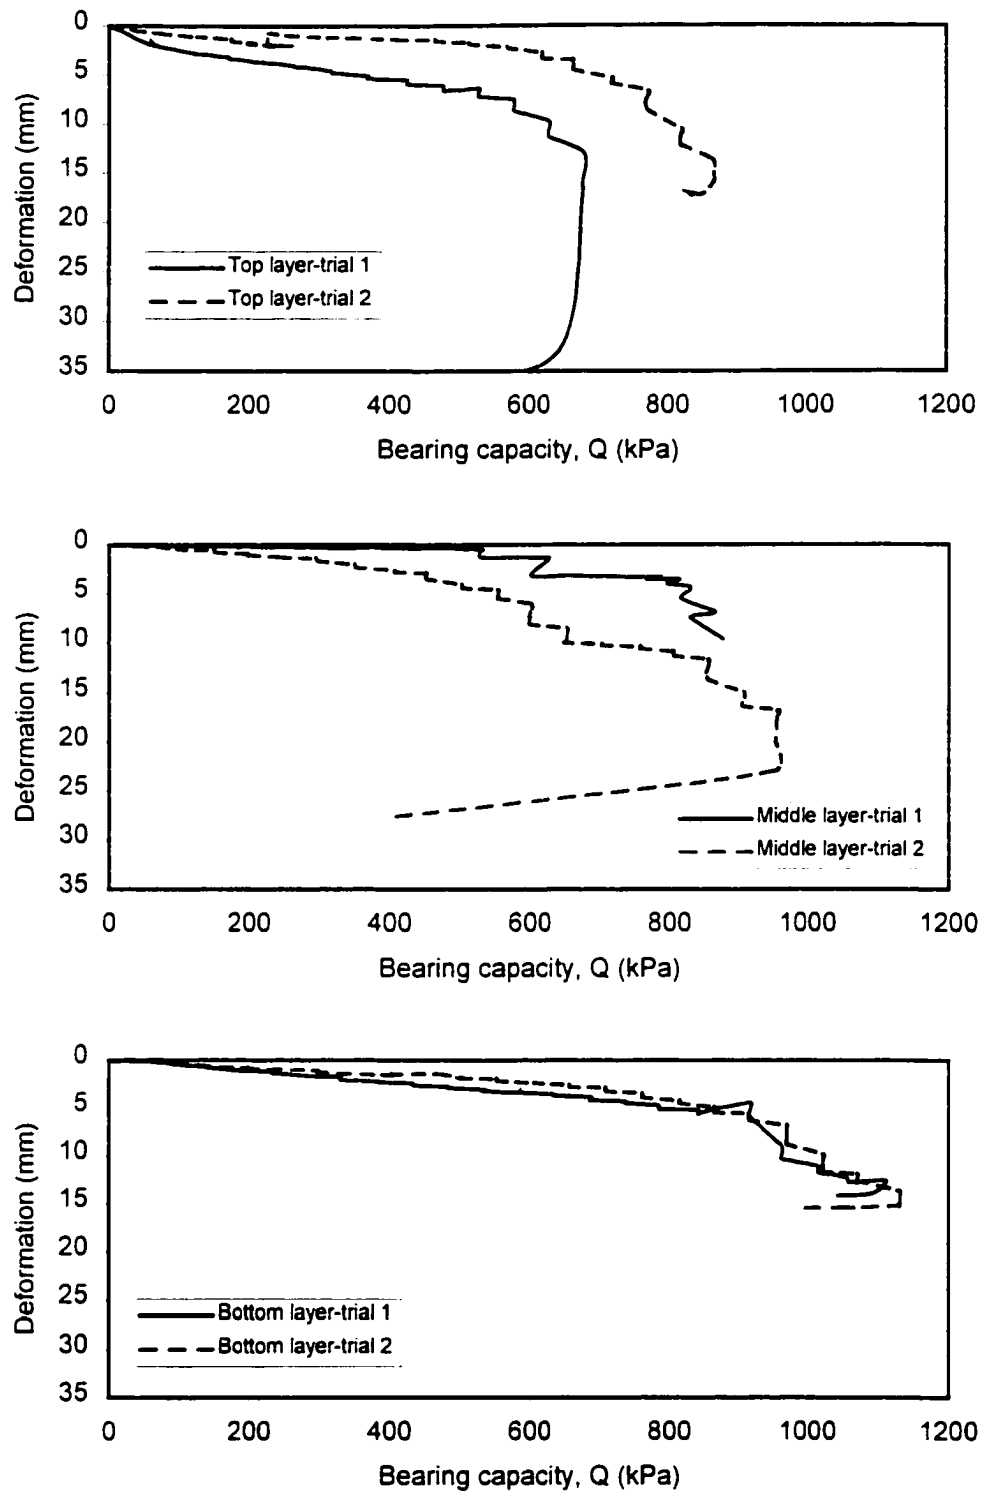 0
5
10
15
20
25
30
35
Deformation (mm)
Top layer-trial 1
Top layer-trial 2
0 200 400 600 800 1000 1200
Bearing capacity, Q (kPa)
0
5
10
15
20
25
30
35
Deformation (mm)
Middle layer-trial 1
Middle layer-trial 2
0 200 400 600 800 1000 1200
Bearing capacity, Q (kPa)
0
5
10
15
20
25
30
35
Deformation (mm)
Bottom layer-trial 1
Bottom layer-trial 2
0 200 400 600 800 1000 1200
Bearing capacity, Q (kPa)